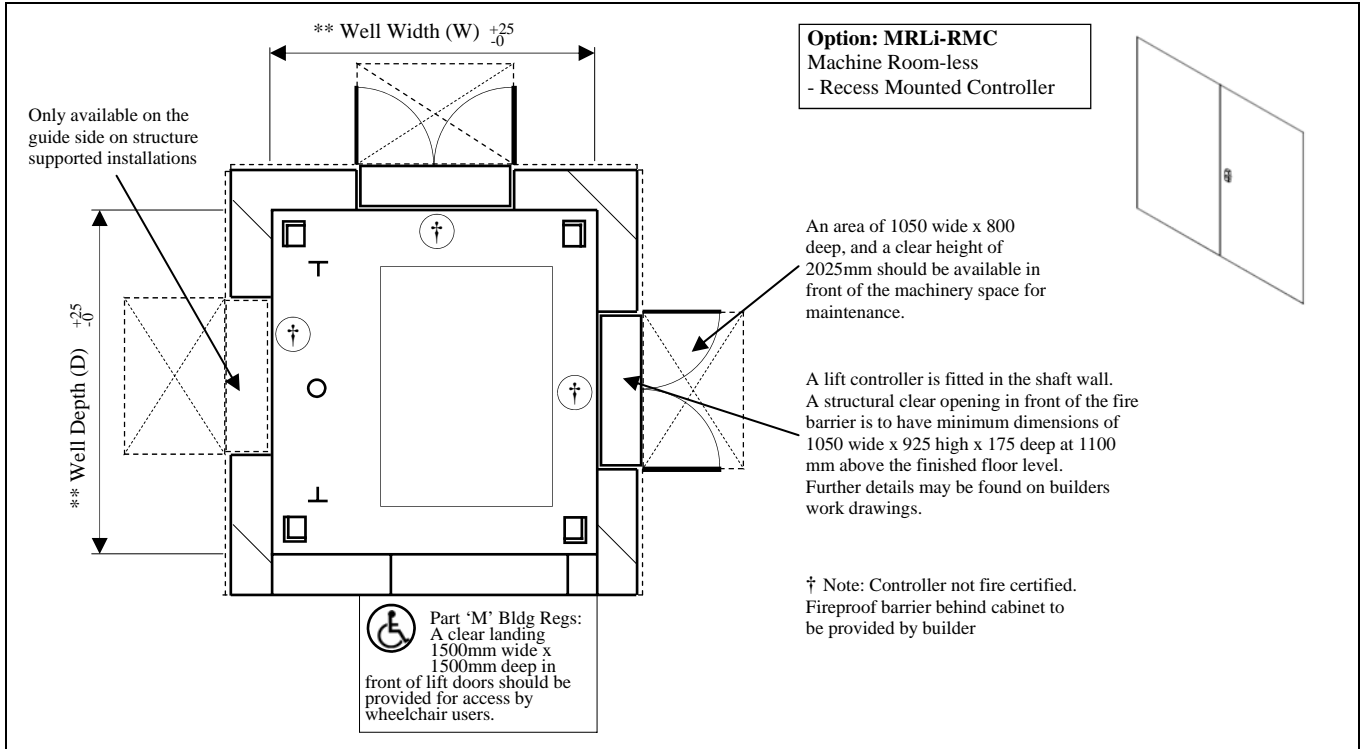 ** Well Width (W) +25 -0
Option: MRLi-RMC
Machine Room-less
- Recess Mounted Controller
Only available on the
guide side on structure
supported installations
†
An area of 1050 wide x 800
deep, and a clear height of
2025mm should be available in
front of the machinery space for
maintenance.
** Well Depth (D) +25 -0
†
†
A lift controller is fitted in the shaft wall.
A structural clear opening in front of the fire
barrier is to have minimum dimensions of
1050 wide x 925 high x 175 deep at 1100
mm above the finished floor level.
Further details may be found on builders
work drawings.
† Note: Controller not fire certified.
Fireproof barrier behind cabinet to
be provided by builder
Part ‘M’ Bldg Regs:
A clear landing
1500mm wide x
1500mm deep in
front of lift doors should be
provided for access by
wheelchair users.